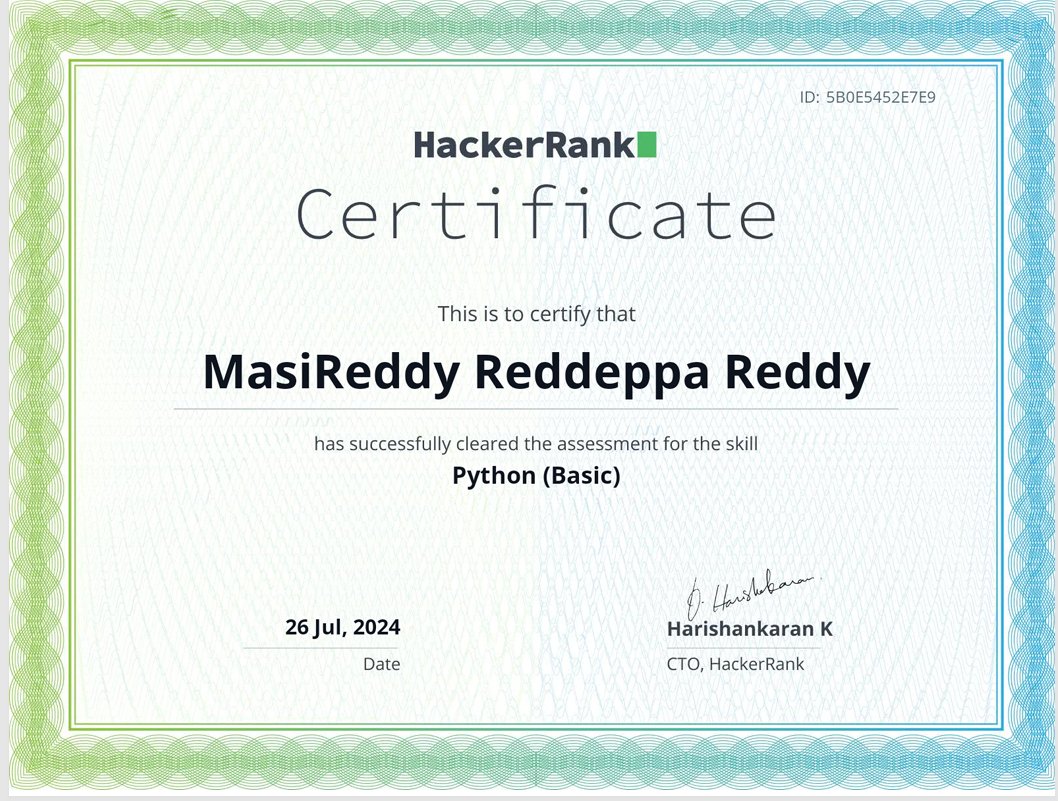 ID: 5B0E5452E7E9
HackerRank
Certificate
This is to certify that
MasiReddy Reddeppa Reddy
has successfully cleared the assessment for the skill
Python (Basic)
26 Jul, 2024
Date
Harishankaran K
CTO, HackerRank